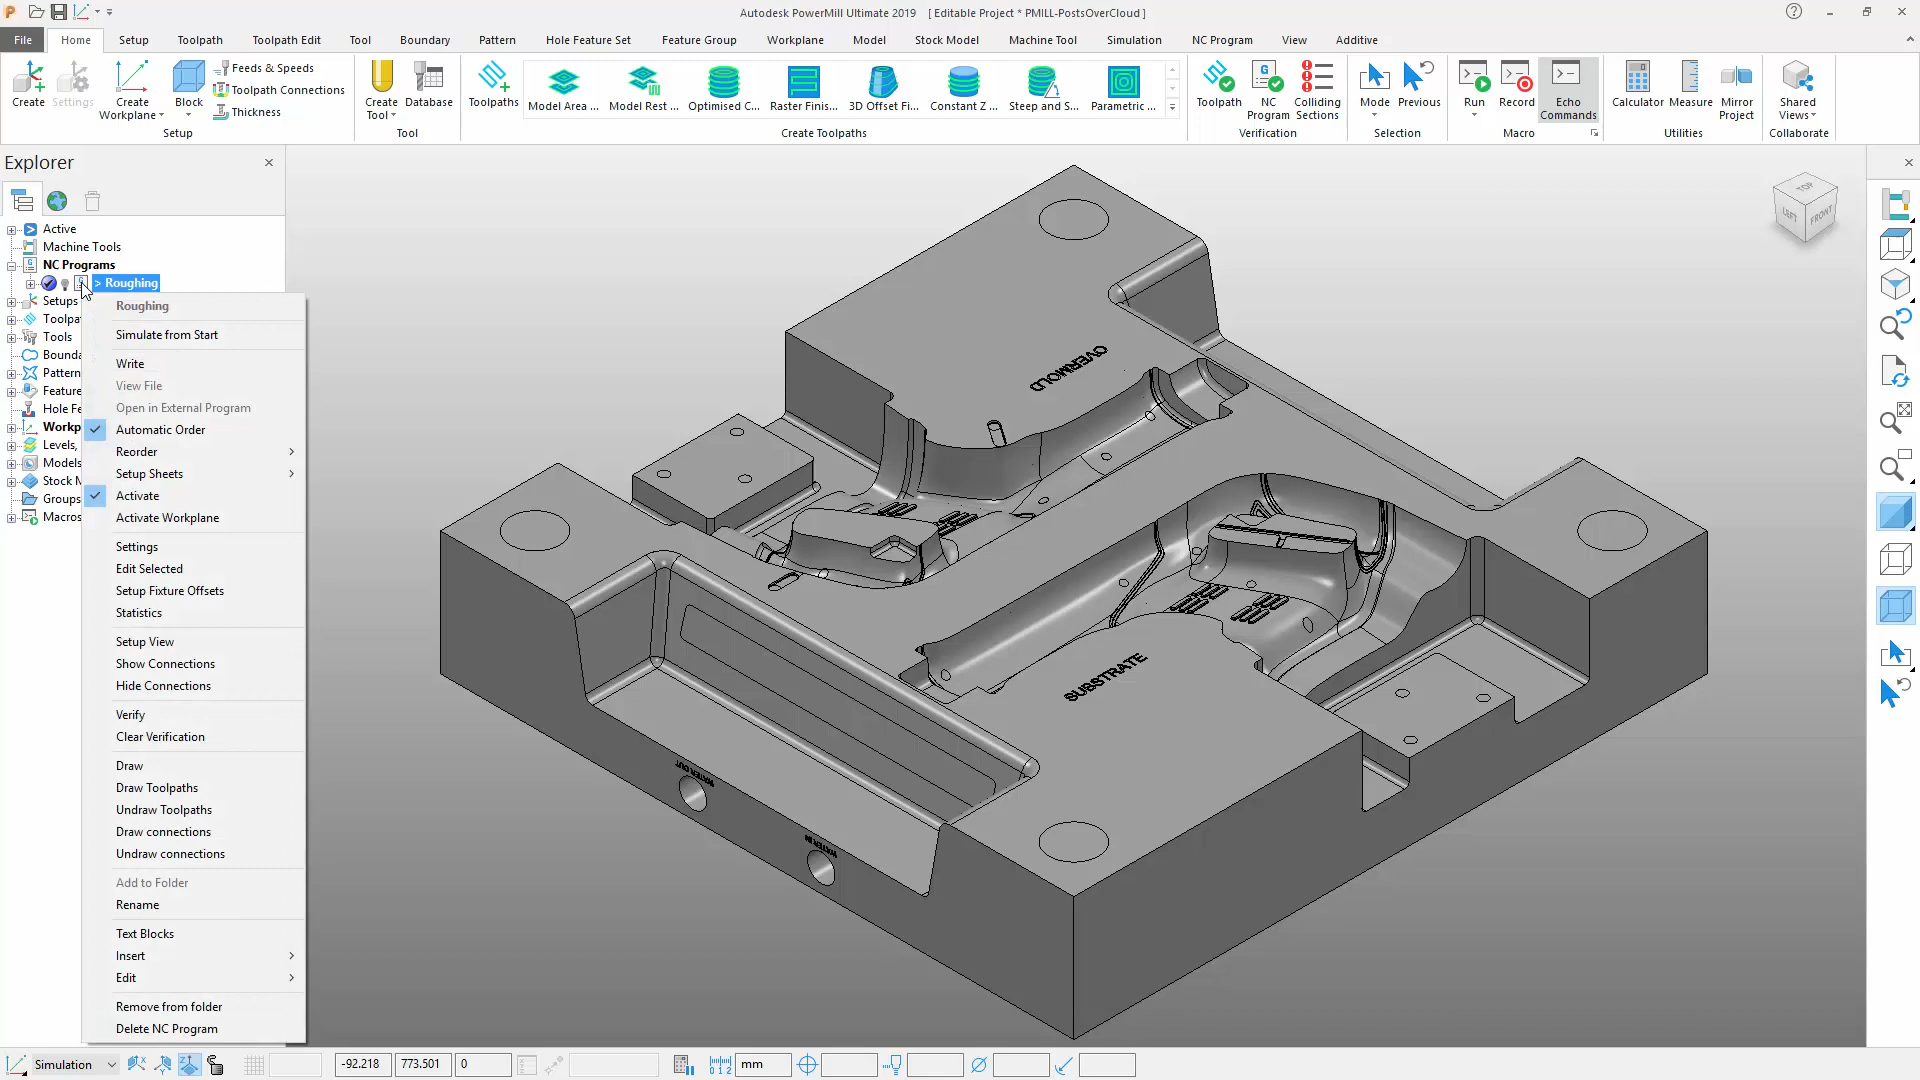 Autodesk PowerMill Ultimate 2019 [ Editable Project * PMILL-PostsOverCloud ]
File Home Setup Toolpath Toolpath Edit Tool Boundary Pattern Hole Feature Set Feature Group Workplane Model Stock Model Machine Tool Simulation NC Program View Additive
Create
Settings
Create
Workplane
Block
Feeds & Speeds
Toolpath Connections
Thickness
Setup
Create
Tool
Database
Tool
Toolpaths
Model Area ...
Model Rest ...
Optimised C...
Raster Finis...
3D Offset Fi...
Constant Z ...
Steep and S...
Parametric ...
Create Toolpaths
Toolpath
NC
Program
Colliding
Sections
Verification
Mode
Previous
Selection
Run
Record
Echo
Commands
Macro
Calculator
Measure
Mirror
Project
Utilities
Shared
Views
Collaborate
Explorer
Active
Machine Tools
NC Programs
> Roughing
Setups
Toolpa
Tools
Bounda
Pattern
Feature
Hole Fe
Workp
Levels,
Models
Stock M
Groups
Macros
Roughing
Simulate from Start
Write
View File
Open in External Program
Automatic Order
Reorder
Setup Sheets
Activate
Activate Workplane
Settings
Edit Selected
Setup Fixture Offsets
Statistics
Setup View
Show Connections
Hide Connections
Verify
Clear Verification
Draw
Draw Toolpaths
Undraw Toolpaths
Draw connections
Undraw connections
Add to Folder
Rename
Text Blocks
Insert
Edit
Remove from folder
Delete NC Program
OVERMOLD
SUBSTRATE
WATER OUT
WATER IN
TOP
LEFT
FRONT
Simulation
-92.218
773.501
0
mm